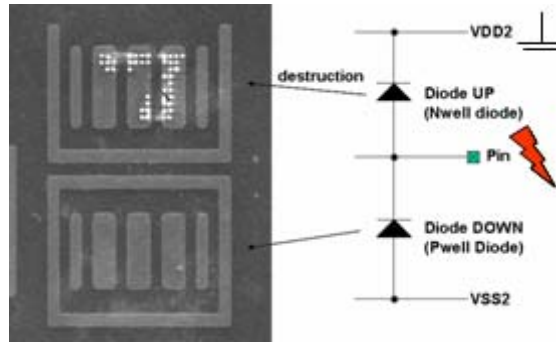 VDD2
destruction
Diode UP
(Nwell diode)
Pin
Diode DOWN
(Pwell Diode)
VSS2